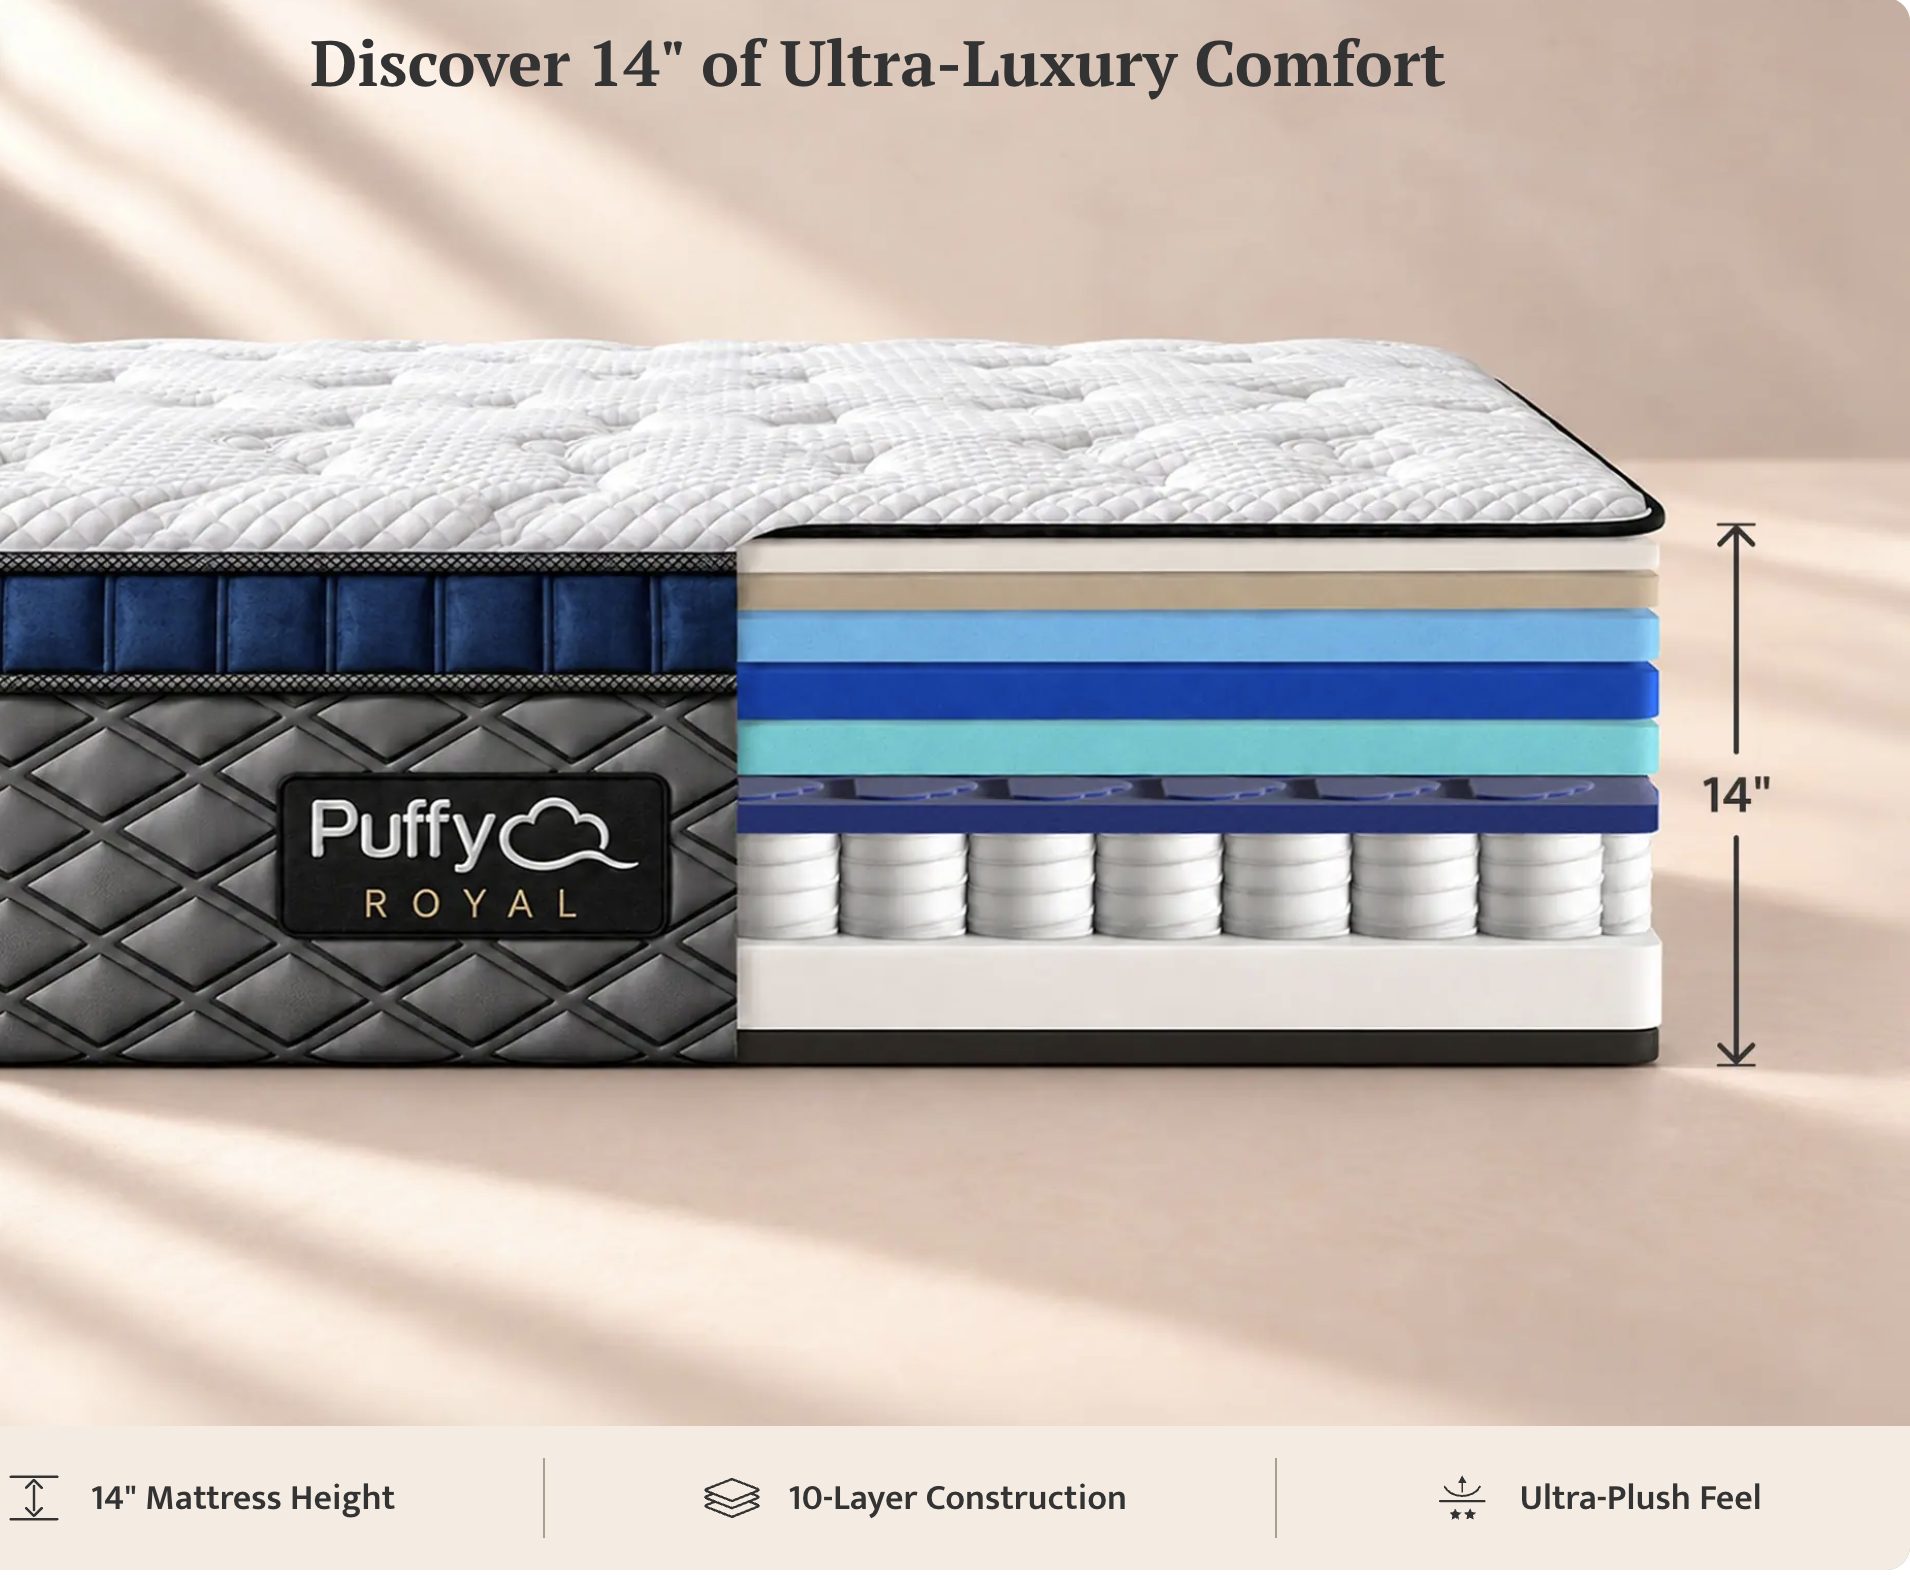 Discover 14" of Ultra-Luxury Comfort
Puffy
ROYAL
14"
14" Mattress Height
10-Layer Construction
Ultra-Plush Feel